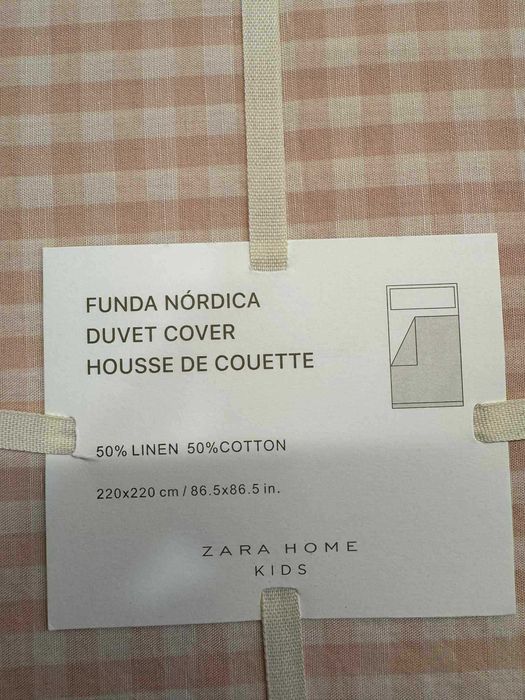 FUNDA NÓRDICA
DUVET COVER
HOUSSE DE COUETTE
50% LINEN 50%COTTON
220x220 cm / 86.5x86.5 in.
ZARA HOME
KIDS